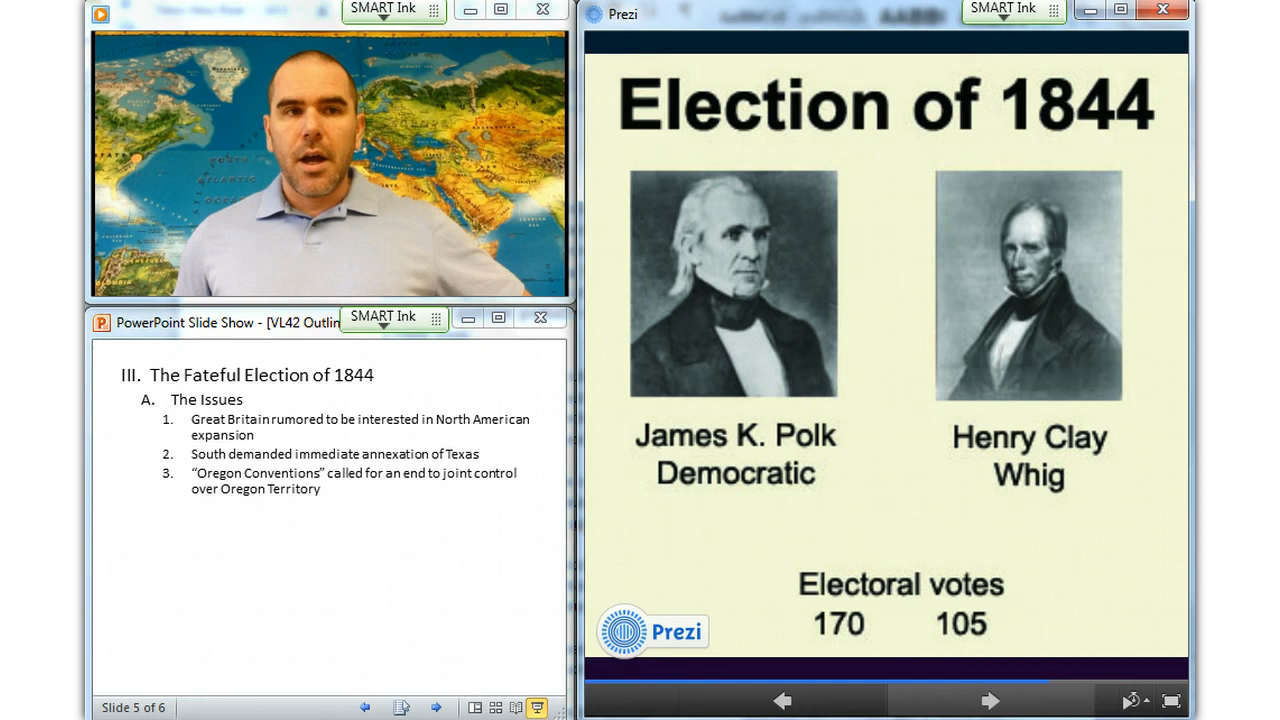 SMART Ink
PowerPoint Slide Show - [VL42 Outlin
SMART Ink
III. The Fateful Election of 1844
A. The Issues
1. Great Britain rumored to be interested in North American
expansion
2. South demanded immediate annexation of Texas
3. “Oregon Conventions” called for an end to joint control
over Oregon Territory
Slide 5 of 6
Prezi
SMART Ink
Election of 1844
James K. Polk
Democratic
Henry Clay
Whig
Electoral votes
170 105
Prezi